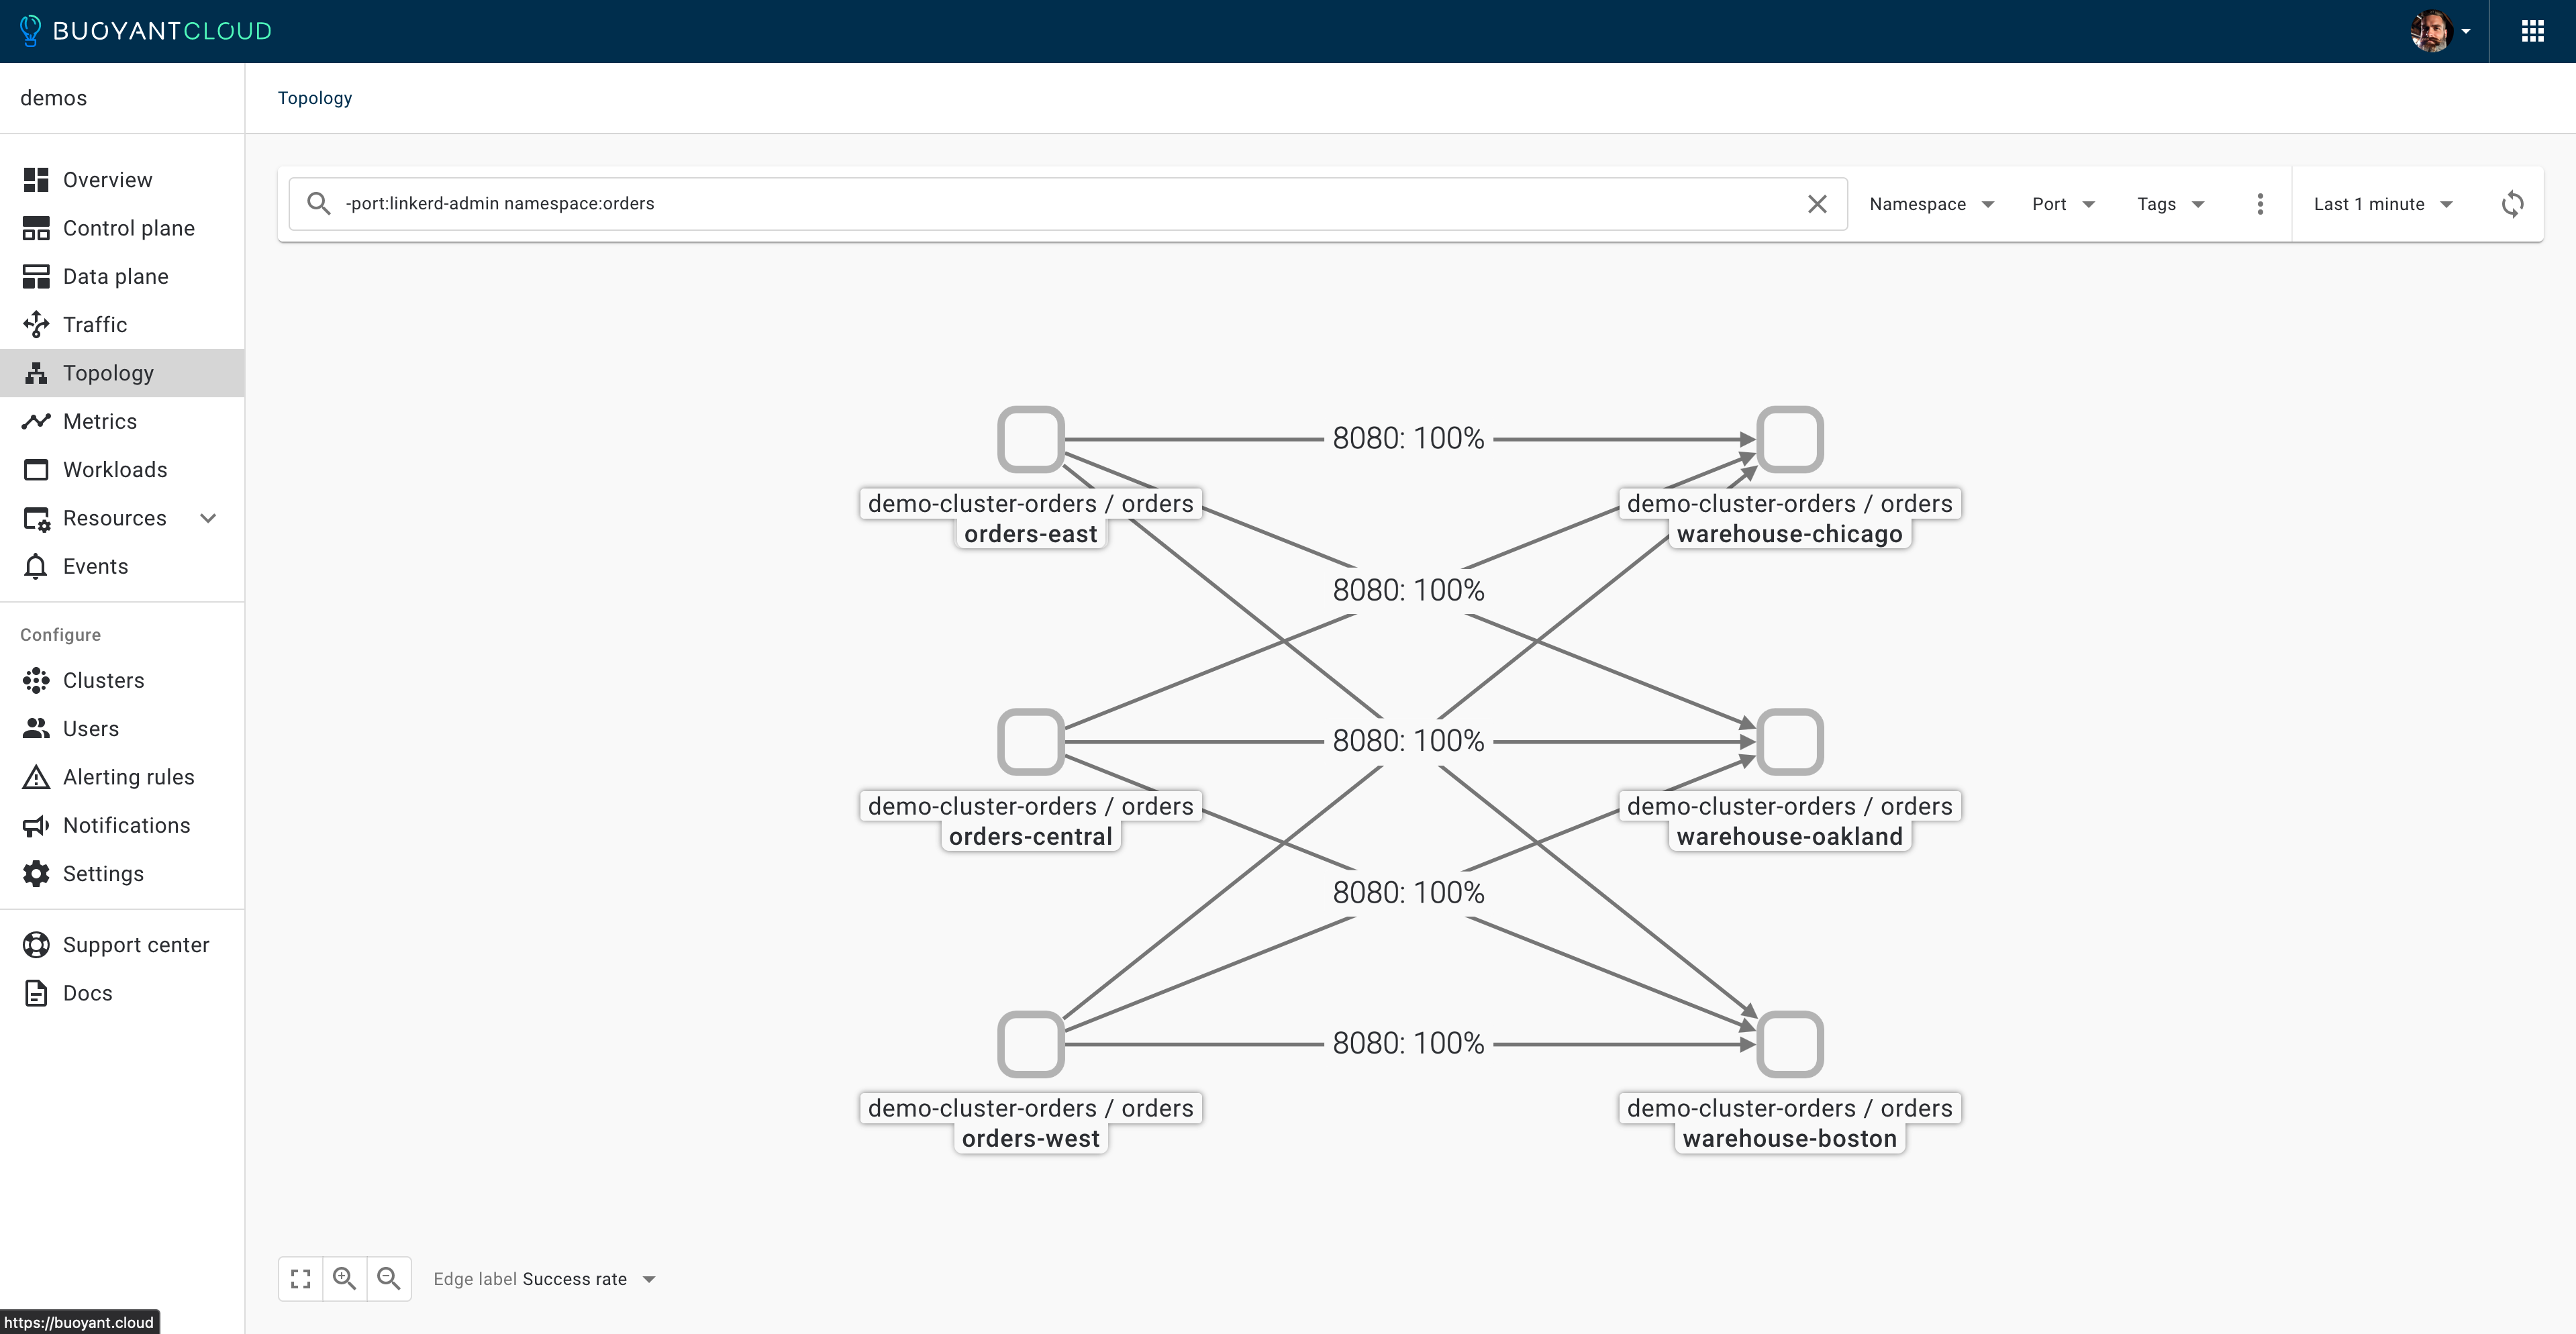 BUOYANTCLOUD
demos
Topology
Overview
Control plane
Data plane
Traffic
Topology
Metrics
Workloads
Resources
Events
Configure
Clusters
Users
Alerting rules
Notifications
Settings
Support center
Docs
https://buoyant.cloud
-port:linkerd-admin namespace:orders
Namespace
Port
Tags
Last 1 minute
8080: 100%
demo-cluster-orders / orders
orders-east
demo-cluster-orders / orders
warehouse-chicago
8080: 100%
8080: 100%
demo-cluster-orders / orders
orders-central
demo-cluster-orders / orders
warehouse-oakland
8080: 100%
8080: 100%
demo-cluster-orders / orders
orders-west
demo-cluster-orders / orders
warehouse-boston
Edge label Success rate